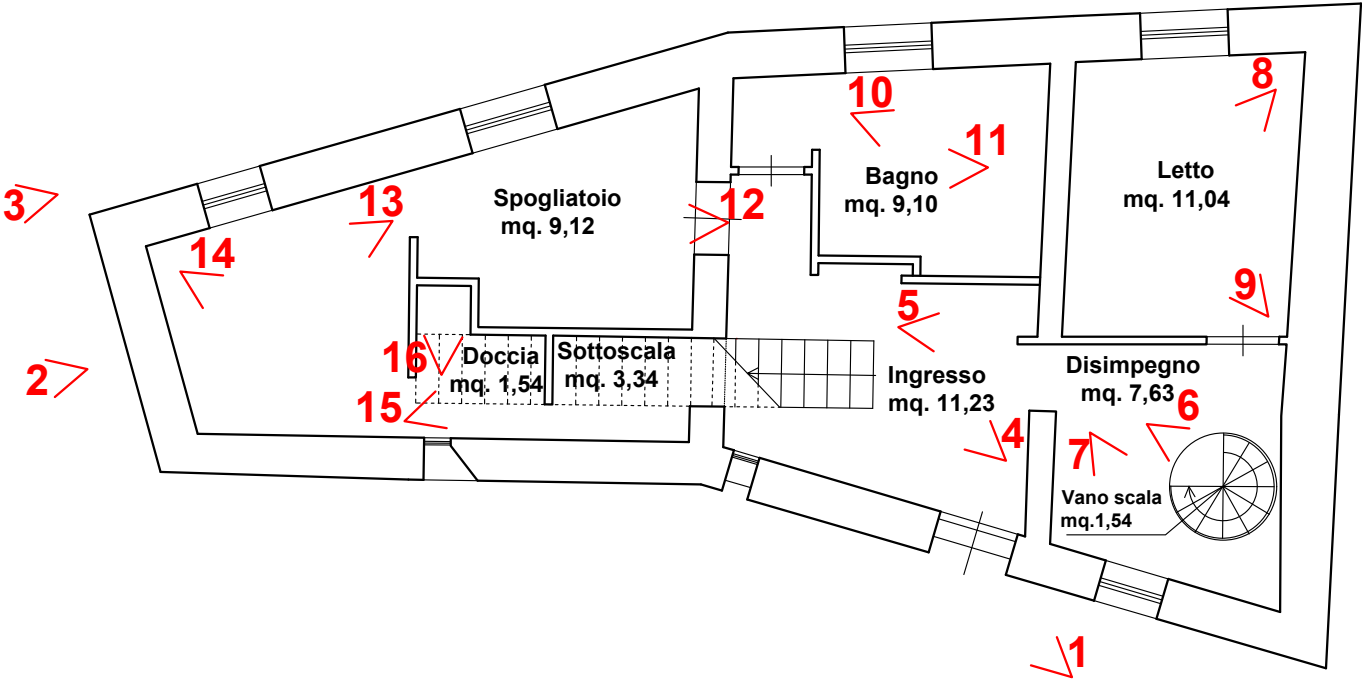 8
10
11
Letto
mq. 11,04
Bagno
mq. 9,10
3
13
Spogliatoio
mq. 9,12
12
14
9
5
2
16
Doccia
mq. 1,54
Sottoscala
mq. 3,34
Ingresso
mq. 11,23
Disimpegno
mq. 7,63
15
4
7
6
Vano scala
mq.1,54
1